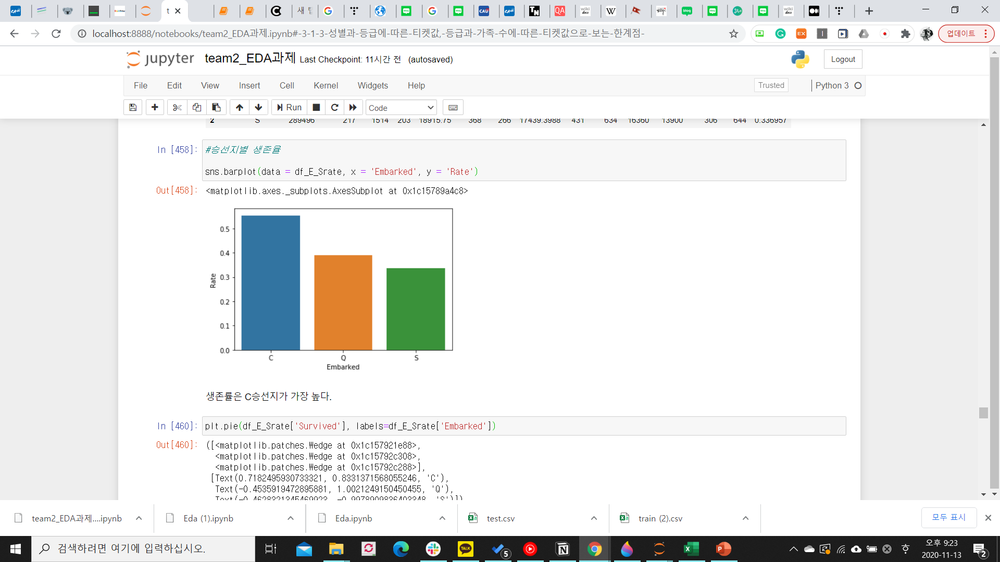 t
새 탭
localhost:8888/notebooks/team2_EDA과제.ipynb#-3-1-3-성별과-등급에-따른-티켓값,-등급과-가족-수에-따른-티켓값으로-보는-한계점-
업데이트
jupyter team2_EDA과제 Last Checkpoint: 11시간 전 (autosaved)
Logout
File Edit View Insert Cell Kernel Widgets Help
Trusted
Python 3
Run
Code
2 S 289496 217 1514 203 18915.75 368 266 17439.3988 431 634 16360 13900 306 644 0.336957
In [458]:
#승선지별 생존율
sns.barplot(data = df_E_Srate, x = 'Embarked', y = 'Rate')
Out[458]:
<matplotlib.axes._subplots.AxesSubplot at 0x1c15789a4c8>
0.5
0.4
0.3
0.2
0.1
0.0
Rate
C Q S
Embarked
생존률은 C승선지가 가장 높다.
In [460]:
plt.pie(df_E_Srate['Survived'], labels=df_E_Srate['Embarked'])
Out[460]:
([<matplotlib.patches.Wedge at 0x1c157921e88>,
<matplotlib.patches.Wedge at 0x1c15792c308>,
<matplotlib.patches.Wedge at 0x1c15792c288>],
[Text(0.7182495930733321, 0.8331371568055246, 'C'),
Text(-0.4535919472895881, 1.0021249150450455, 'Q'),
Text(-0.4628321345469923, -0.9978909836403348, 'S')])
team2_EDA과제....ipynb
Eda (1).ipynb
Eda.ipynb
test.csv
train (2).csv
모두 표시
검색하려면 여기에 입력하십시오.
TALK
5
오후 9:23
2020-11-13
2